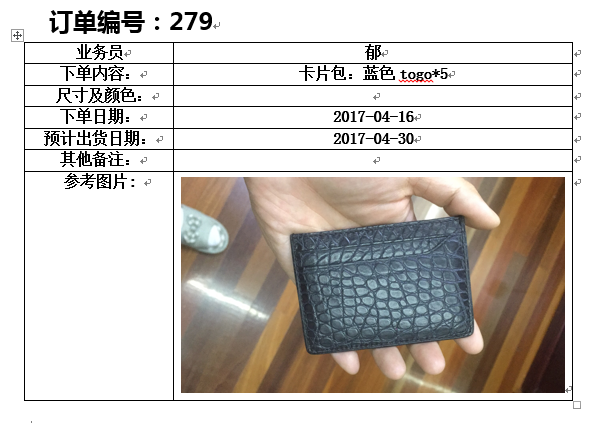 订单编号：279
业务员 郁
下单内容： 卡片包：蓝色 togo*5
尺寸及颜色：
下单日期： 2017-04-16
预计出货日期： 2017-04-30
其他备注：
参考图片：